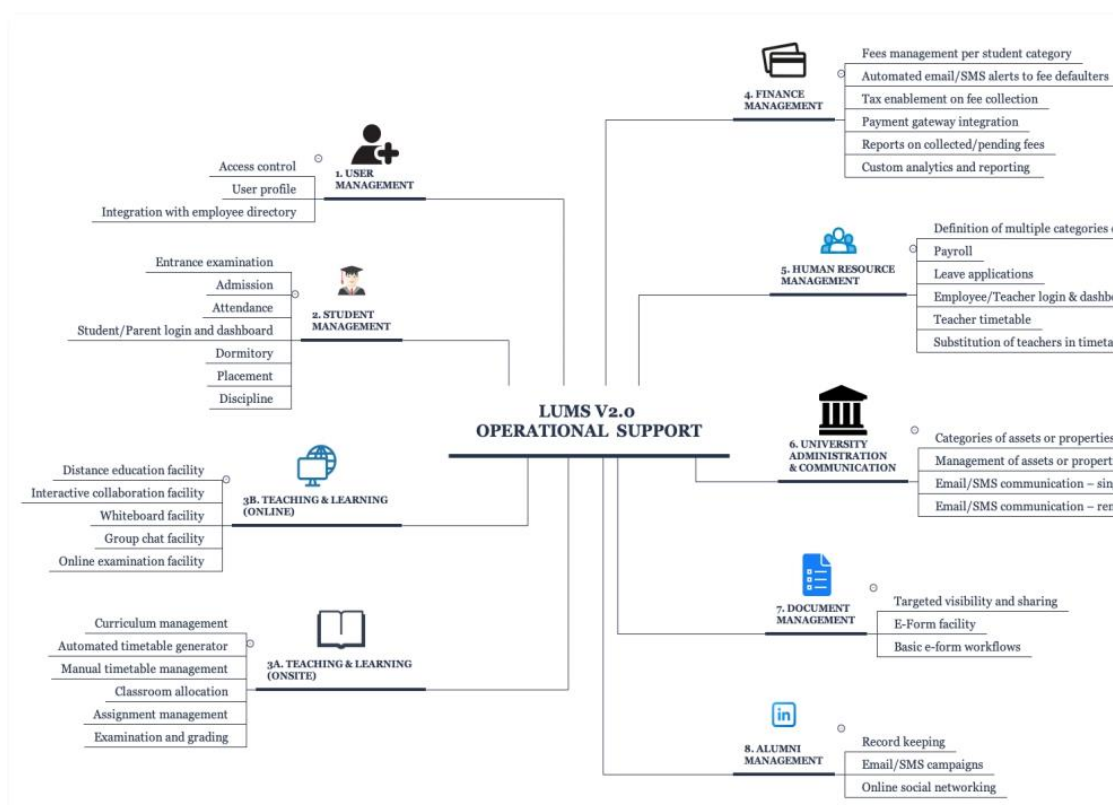 LUMS V2.0
OPERATIONAL SUPPORT
1. USER
MANAGEMENT
Access control
User profile
Integration with employee directory
2. STUDENT
MANAGEMENT
Entrance examination
Admission
Attendance
Student/Parent login and dashboard
Dormitory
Placement
Discipline
3B. TEACHING & LEARNING
(ONLINE)
Distance education facility
Interactive collaboration facility
Whiteboard facility
Group chat facility
Online examination facility
3A. TEACHING & LEARNING
(ONSITE)
Curriculum management
Automated timetable generator
Manual timetable management
Classroom allocation
Assignment management
Examination and grading
4. FINANCE
MANAGEMENT
Fees management per student category
Automated email/SMS alerts to fee defaulters
Tax enablement on fee collection
Payment gateway integration
Reports on collected/pending fees
Custom analytics and reporting
5. HUMAN RESOURCE
MANAGEMENT
Definition of multiple categories
Payroll
Leave applications
Employee/Teacher login &
Teacher timetable
Substitution of teachers in
6. UNIVERSITY
ADMINISTRATION
& COMMUNICATION
Categories of assets or properties
Management of assets or
Email/SMS communication –
Email/SMS communication –
7. DOCUMENT
MANAGEMENT
Targeted visibility and sharing
E-Form facility
Basic e-form workflows
8. ALUMNI
MANAGEMENT
in
Record keeping
Email/SMS campaigns
Online social networking